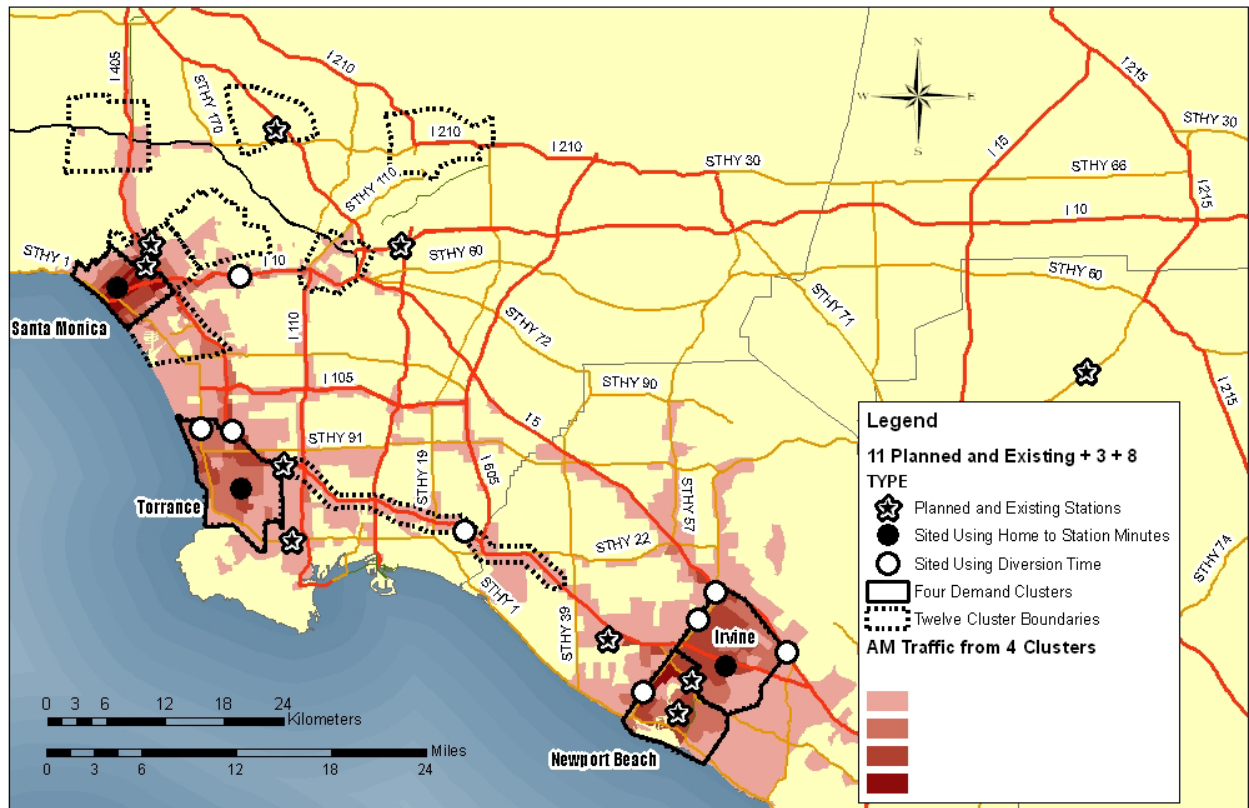 N
W
E
S
I 405
STHY 170
I 210
I 210
I 210
STHY 110
STHY 30
STHY 66
I 15
I 215
STHY 30
I 215
I 10
STHY 1
I 10
STHY 60
STHY 60
STHY 71
STHY 72
Santa Monica
I 110
I 105
STHY 90
I 5
I 215
STHY 91
STHY 19
I 605
STHY 57
Torrance
STHY 22
STHY 1
STHY 39
STHY 74
Irvine
Newport Beach
Legend
11 Planned and Existing + 3 + 8
TYPE
Planned and Existing Stations
Sited Using Home to Station Minutes
Sited Using Diversion Time
Four Demand Clusters
Twelve Cluster Boundaries
AM Traffic from 4 Clusters
0 3 6 12 18 24
Kilometers
Miles
0 3 6 12 18 24